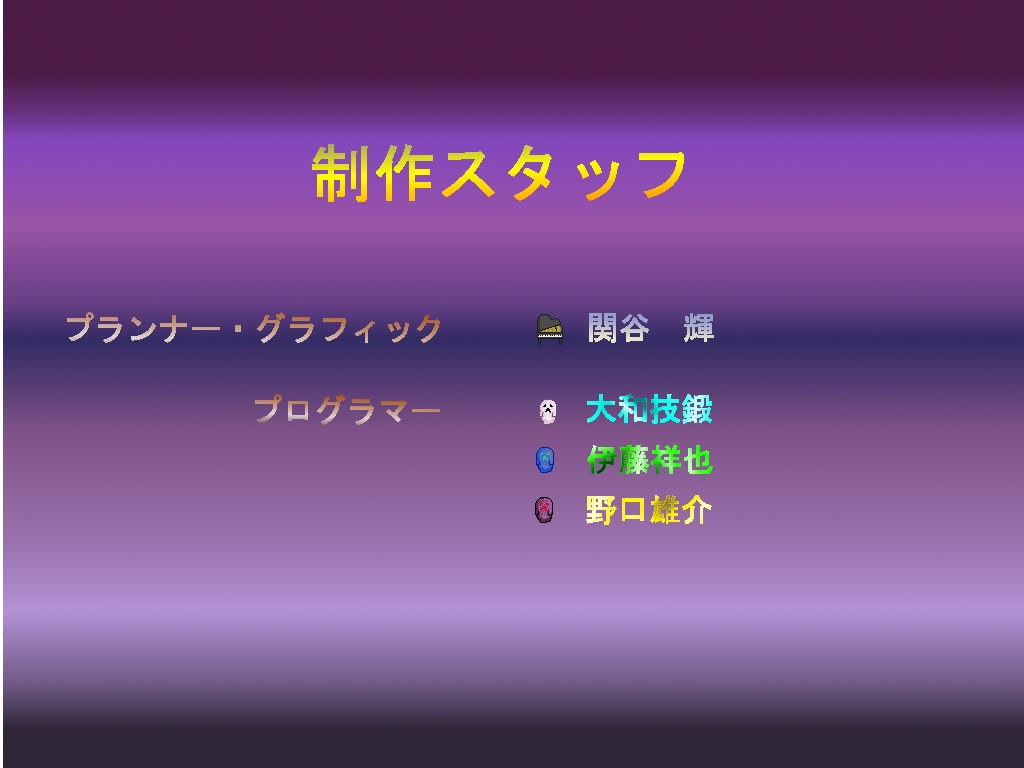 制作スタッフ
プランナー・グラフィック 関谷 輝
プログラマー 大和技鍛
伊藤祥也
野口雄介